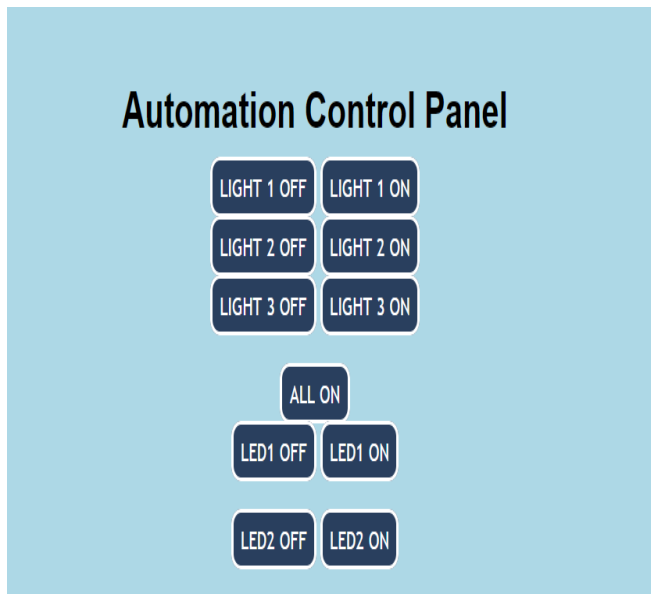 Automation Control Panel
LIGHT 1 OFF LIGHT 1 ON
LIGHT 2 OFF LIGHT 2 ON
LIGHT 3 OFF LIGHT 3 ON
ALL ON
LED1 OFF LED1 ON
LED2 OFF LED2 ON